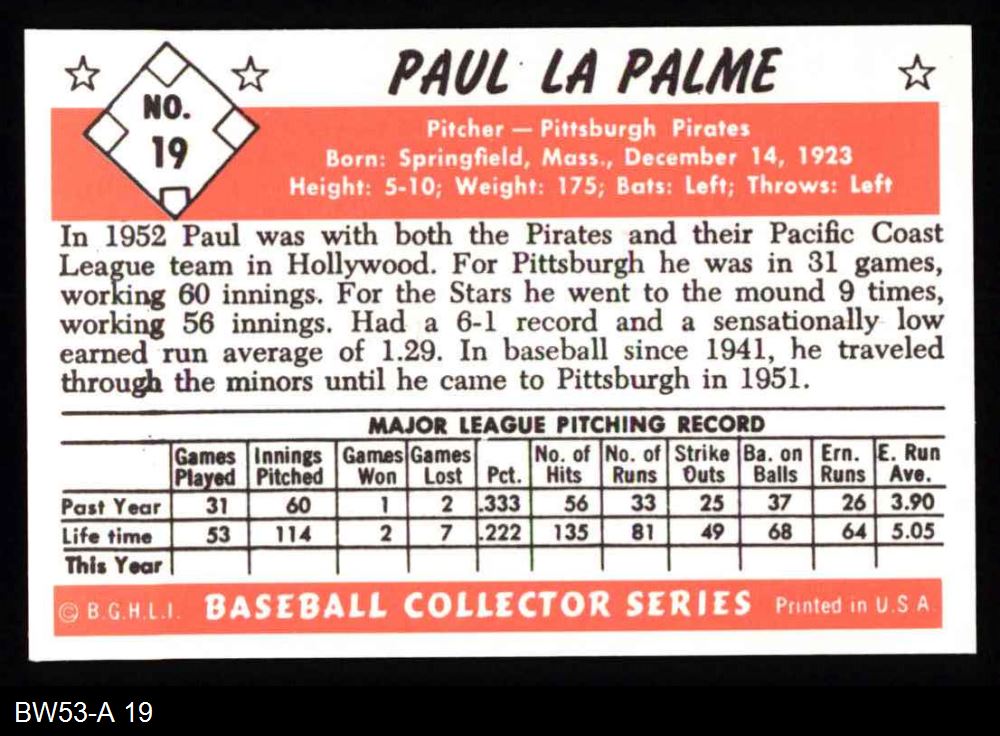 PAUL LA PALME
NO.
19
Pitcher — Pittsburgh Pirates
Born: Springfield, Mass., December 14, 1923
Height: 5-10; Weight: 175; Bats: Left; Throws: Left
In 1952 Paul was with both the Pirates and their Pacific Coast
League team in Hollywood. For Pittsburgh he was in 31 games,
working 60 innings. For the Stars he went to the mound 9 times,
working 56 innings. Had a 6-1 record and a sensationally low
earned run average of 1.29. In baseball since 1941, he traveled
through the minors until he came to Pittsburgh in 1951.
MAJOR LEAGUE PITCHING RECORD
Games Innings Games Games No. of No. of Strike Ba. on Ern. E. Run
Played Pitched Won Lost Pct. Hits Runs Outs Balls Runs Ave.
Past Year 31 60 1 2 .333 56 33 25 37 26 3.90
Life time 53 114 2 7 .222 135 81 49 68 64 5.05
This Year
© B.G.H.L.I. BASEBALL COLLECTOR SERIES Printed in U.S.A.
BW53-A 19